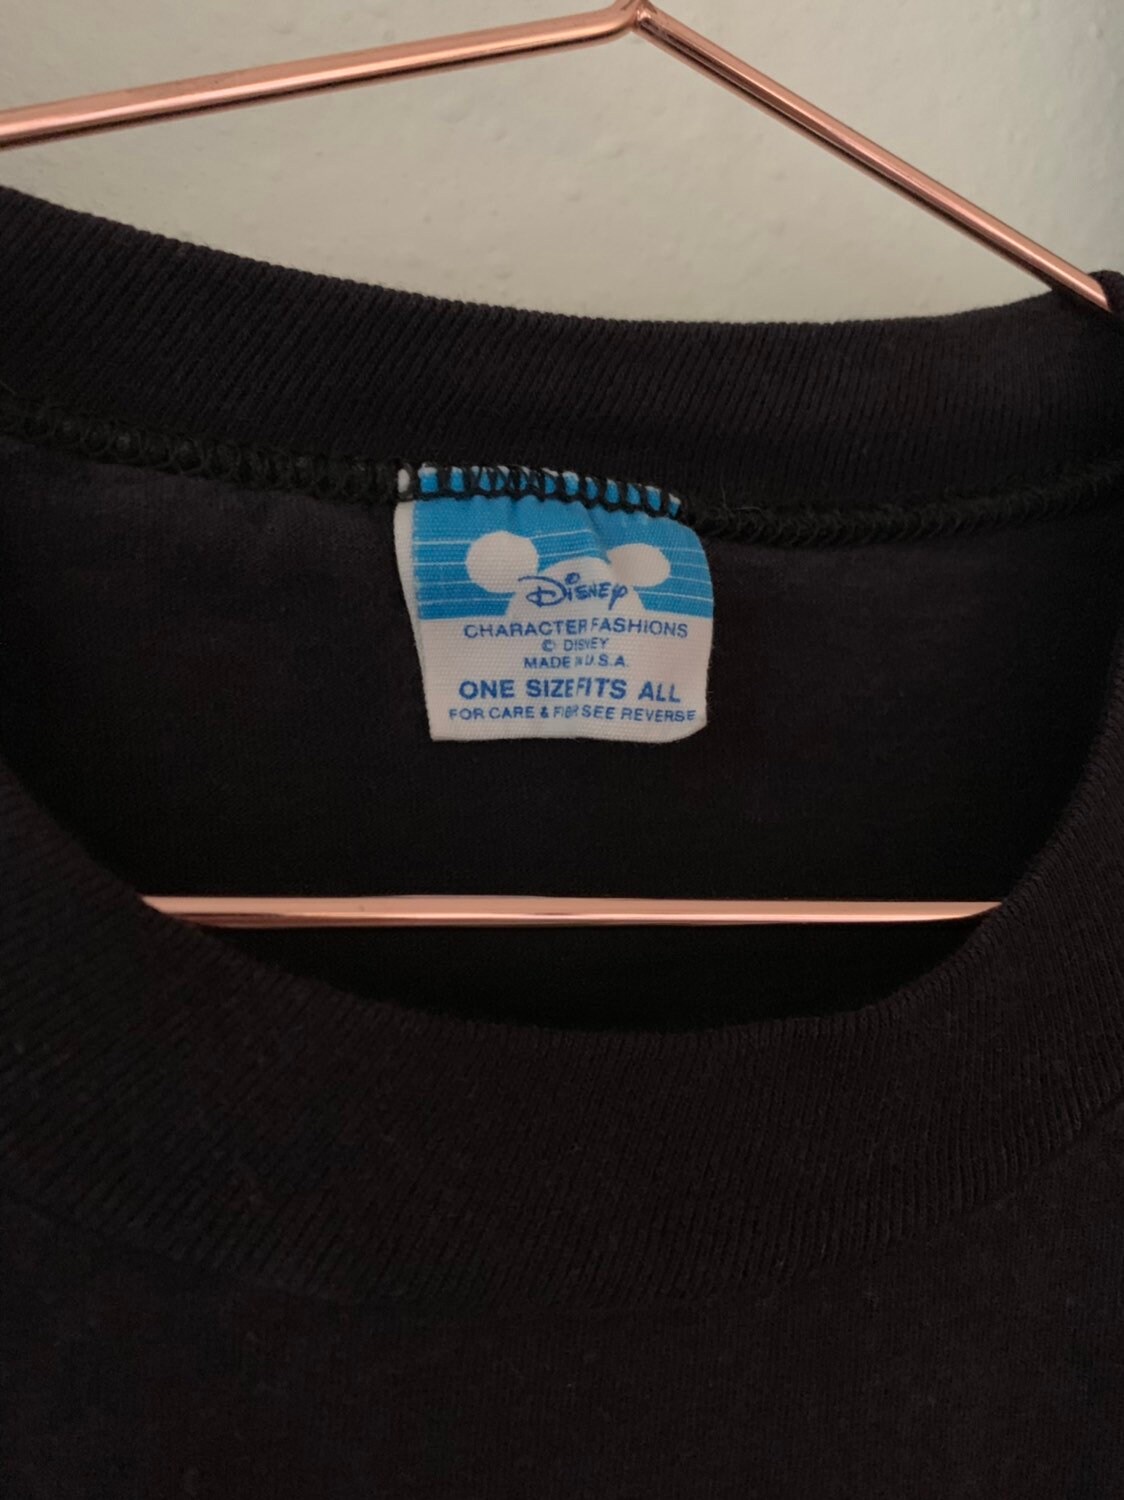 Disney
CHARACTER FASHIONS
© DISNEY
MADE IN U.S.A.
ONE SIZE FITS ALL
FOR CARE & FIBER SEE REVERSE